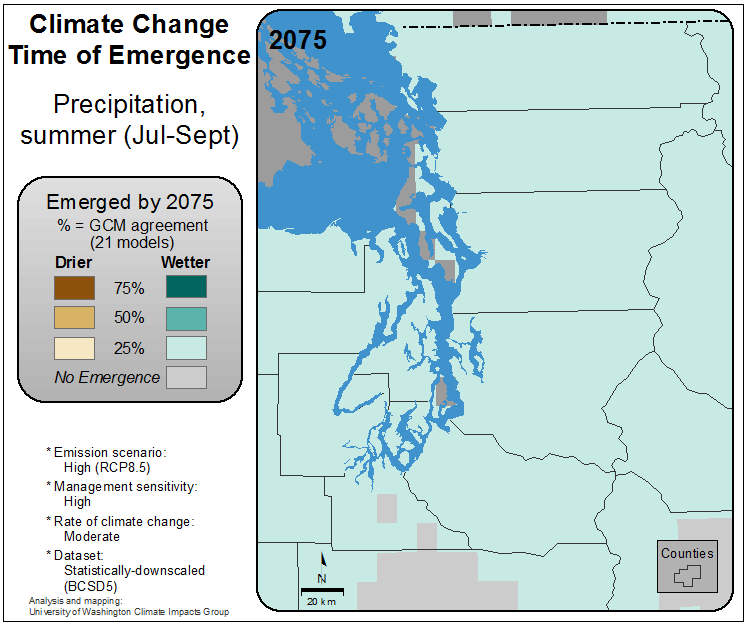 Climate Change
Time of Emergence
Precipitation,
summer (Jul-Sept)
Emerged by 2075
% = GCM agreement
(21 models)
Drier Wetter
75%
50%
25%
No Emergence
* Emission scenario:
High (RCP8.5)
* Management sensitivity:
High
* Rate of climate change:
Moderate
* Dataset:
Statistically-downscaled
(BCSD5)
Analysis and mapping:
University of Washington Climate Impacts Group
2075
N
20 km
Counties